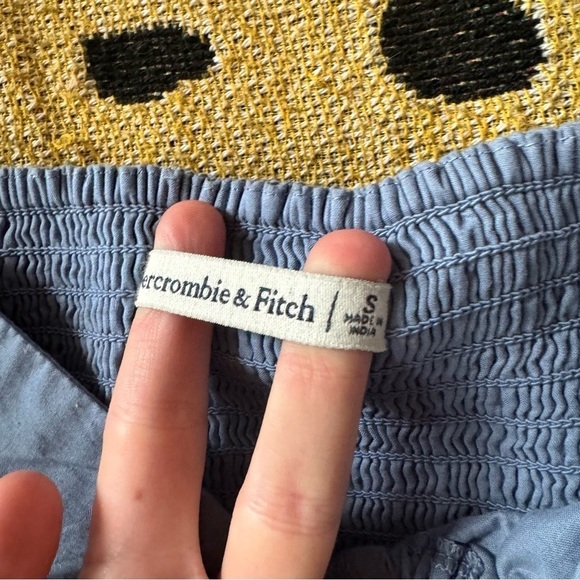 ercrombie & Fitch | S
MADE IN
INDIA